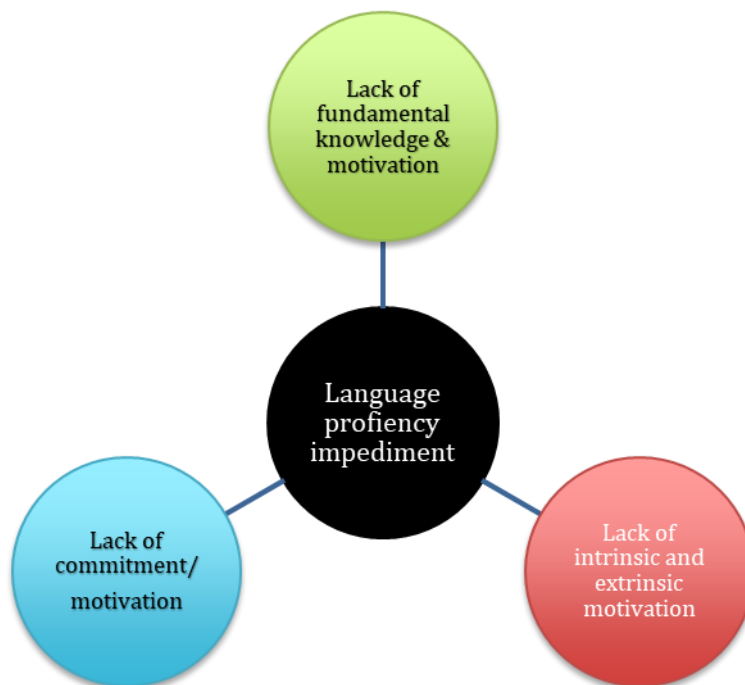 Lack of
fundamental
knowledge &
motivation
Language
profiency
impediment
Lack of
commitment/
motivation
Lack of
intrinsic and
extrinsic
motivation